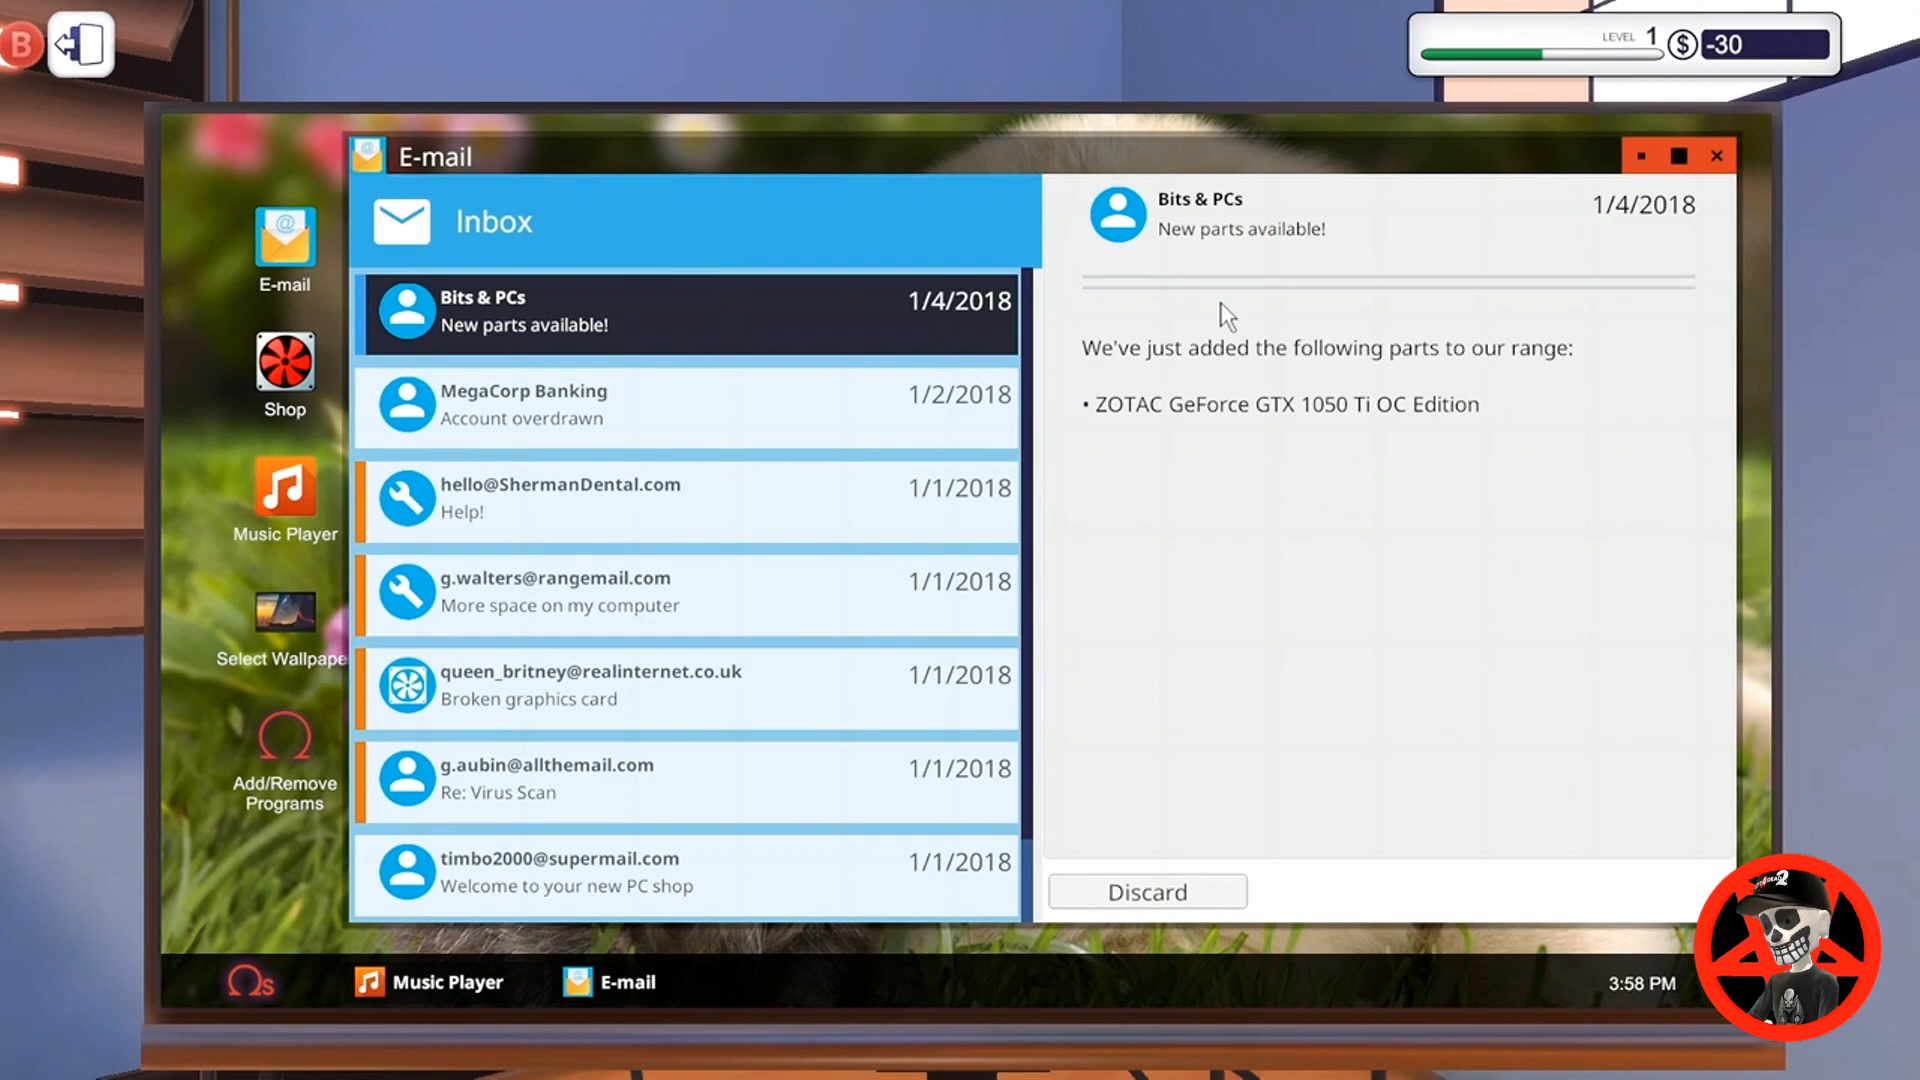 B
LEVEL 1
$ -30
E-mail
Inbox
Bits & PCs
1/4/2018
New parts available!
MegaCorp Banking
1/2/2018
Account overdrawn
hello@ShermanDental.com
1/1/2018
Help!
g.walters@rangemail.com
1/1/2018
More space on my computer
queen_britney@realinternet.co.uk
1/1/2018
Broken graphics card
g.aubin@allthemail.com
1/1/2018
Re: Virus Scan
timbo2000@supermail.com
1/1/2018
Welcome to your new PC shop
Bits & PCs
1/4/2018
New parts available!
We've just added the following parts to our range:
• ZOTAC GeForce GTX 1050 Ti OC Edition
Discard
E-mail
Shop
Music Player
Select Wallpape
Add/Remove
Programs
Ωs
Music Player
E-mail
3:58 PM
2